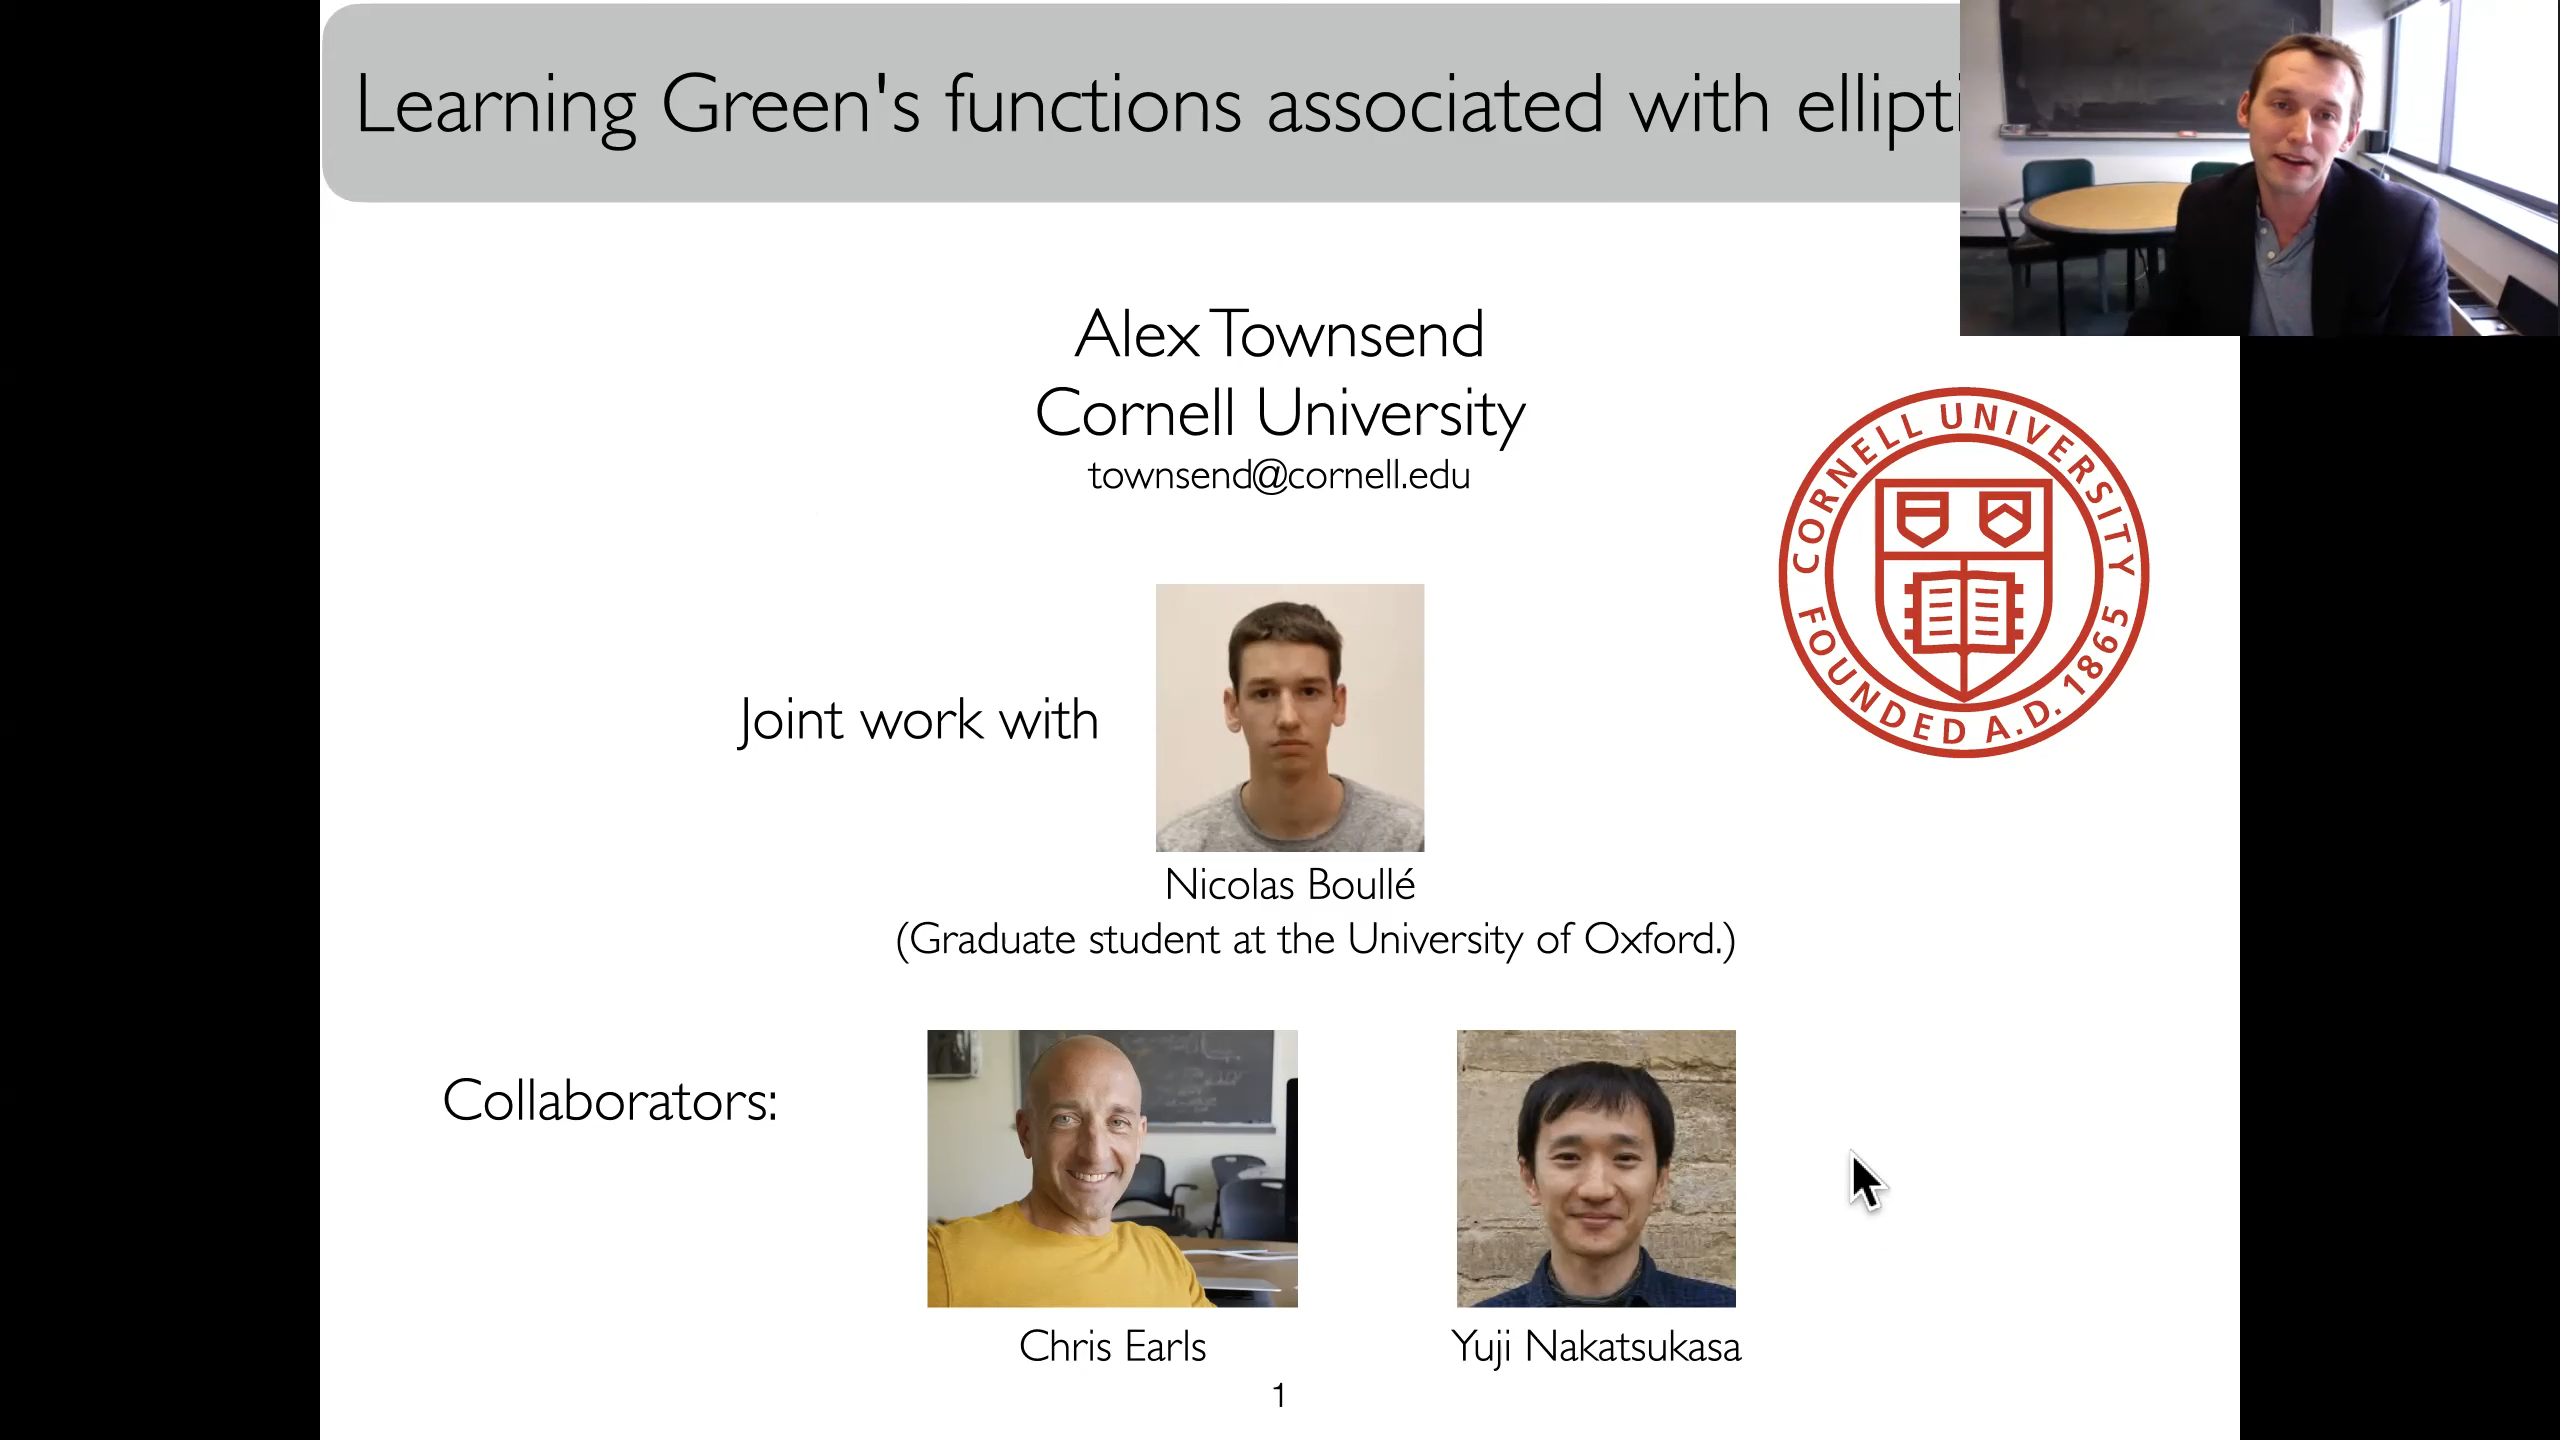 Learning Green's functions associated with ellipti
Alex Townsend
Cornell University
townsend@cornell.edu
CORNELL UNIVERSITY
FOUNDED A.D. 1865
Joint work with
Nicolas Boullé
(Graduate student at the University of Oxford.)
Collaborators:
Chris Earls
Yuji Nakatsukasa
1